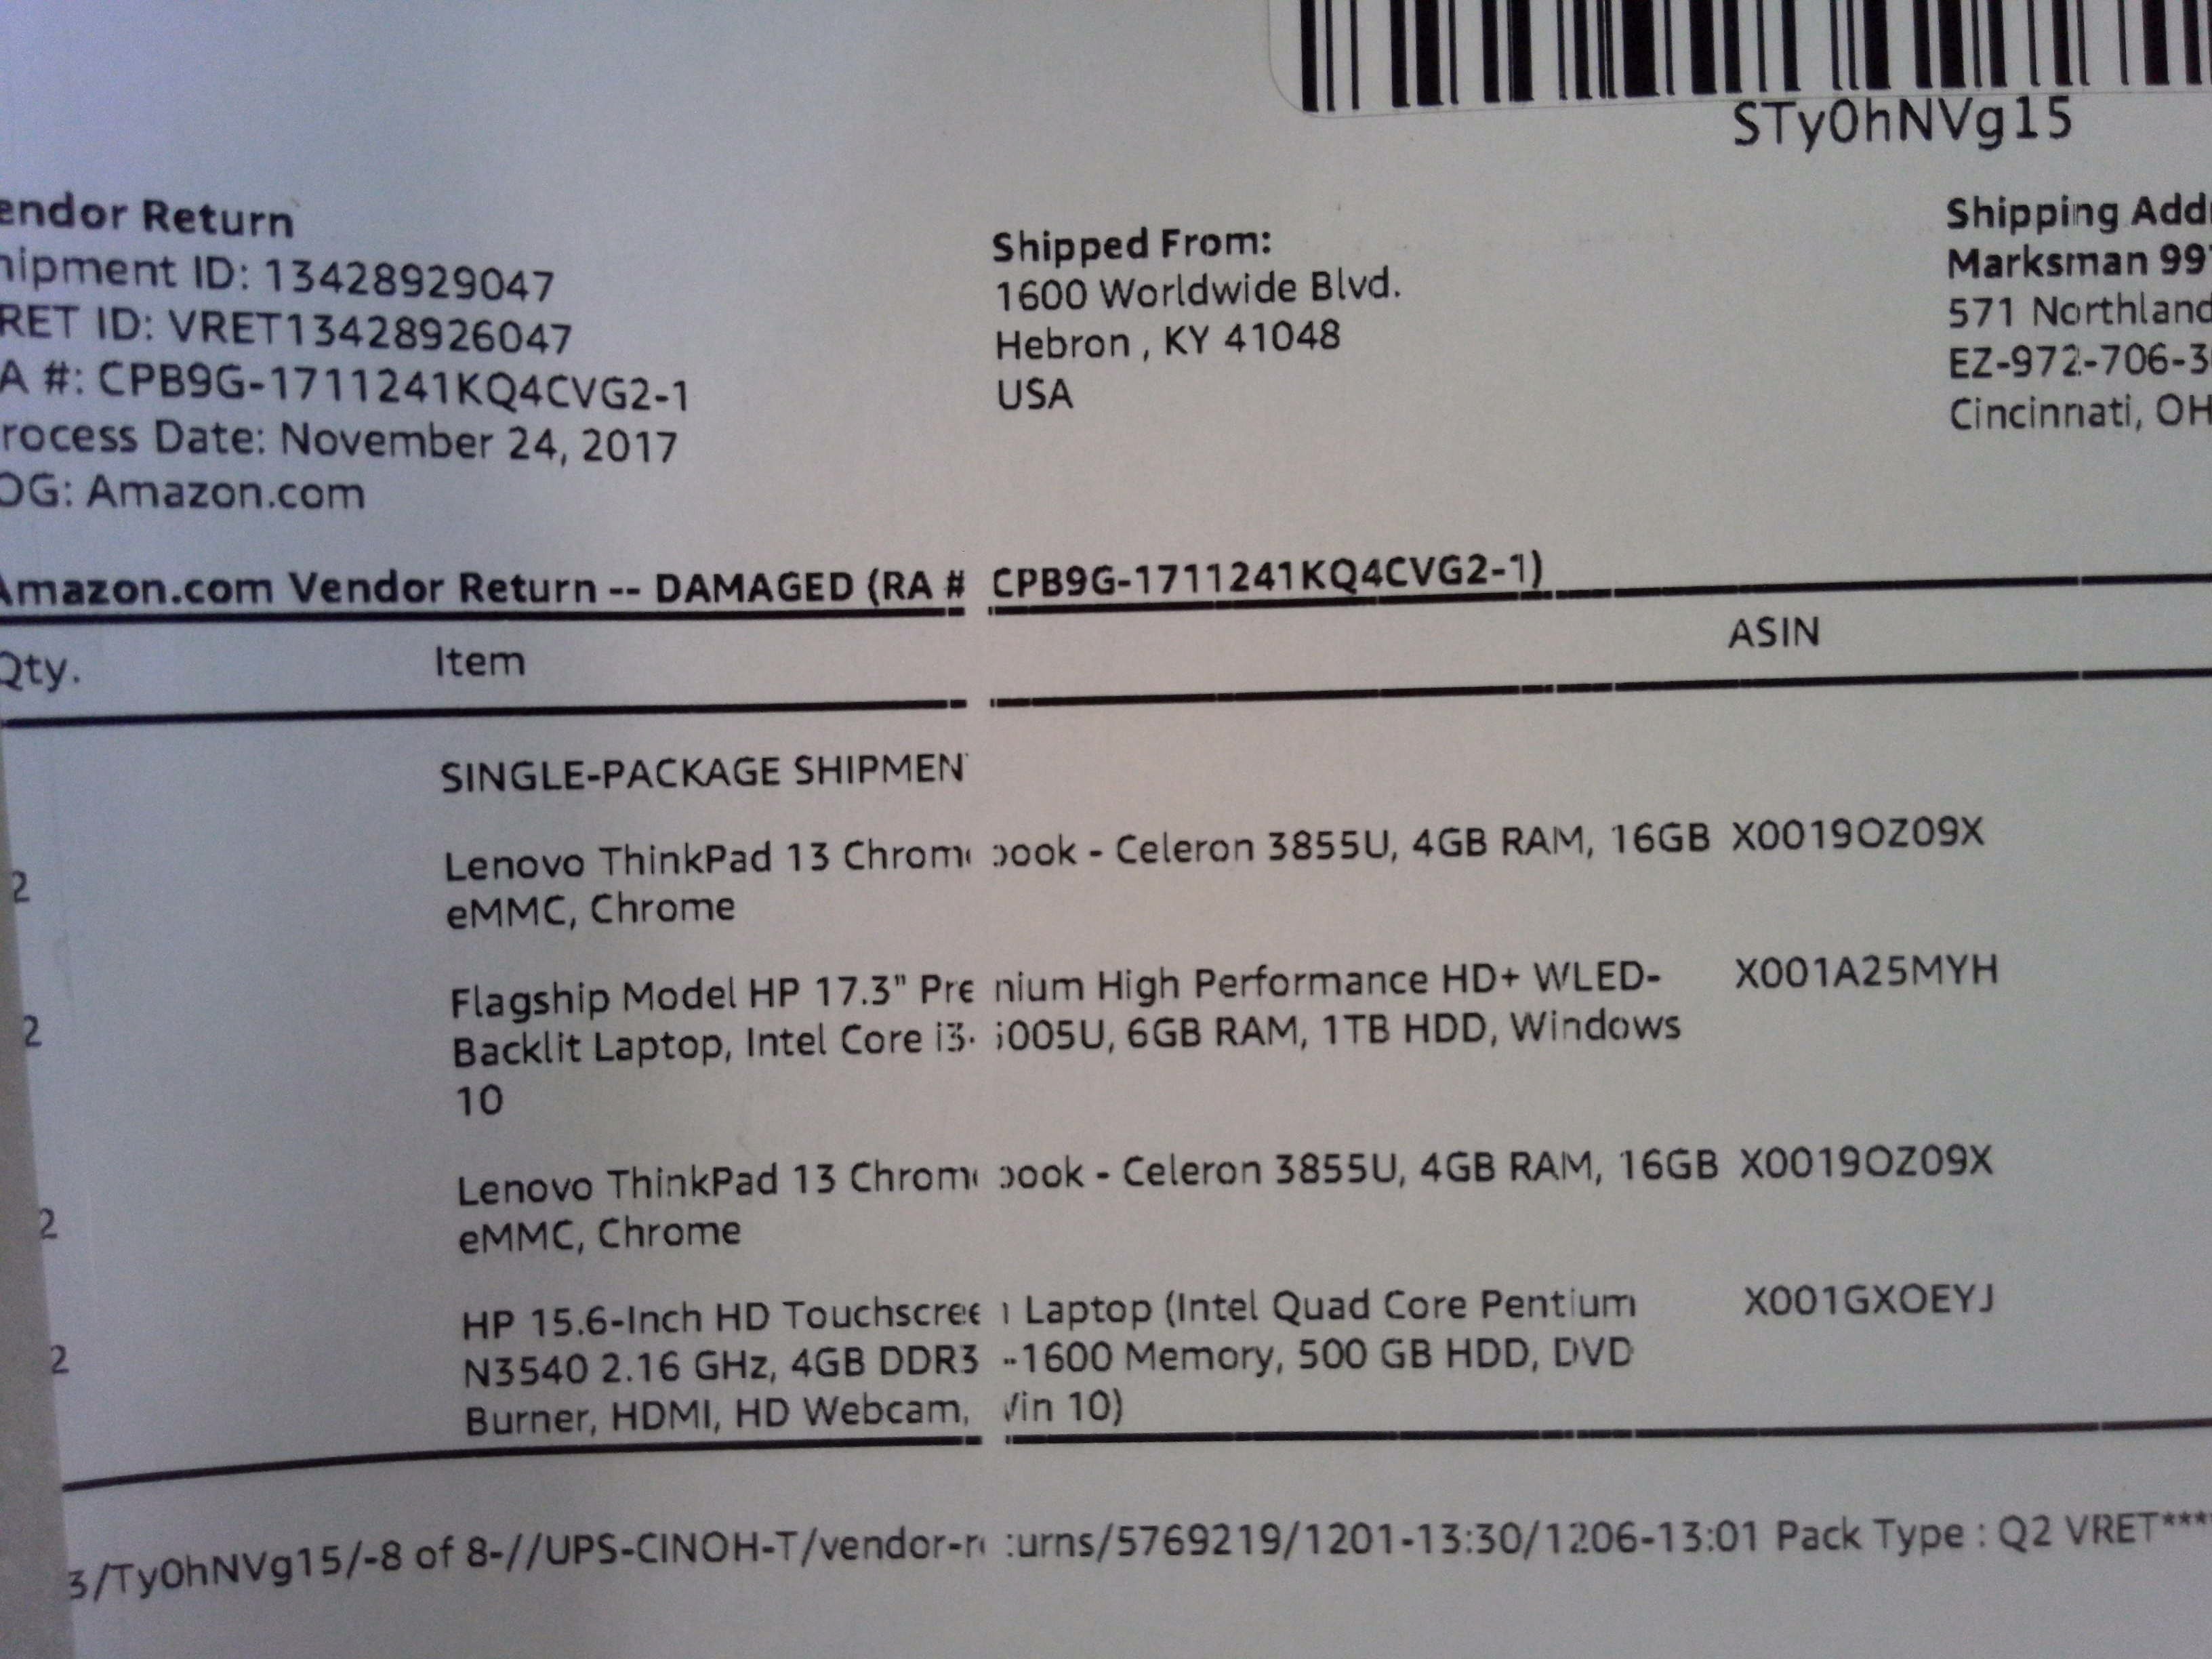 STy0hNVg15
endor Return
hipment ID: 13428929047
RET ID: VRET13428926047
A #: CPB9G-1711241KQ4CVG2-1
rocess Date: November 24, 2017
OG: Amazon.com
Shipped From:
1600 Worldwide Blvd.
Hebron , KY 41048
USA
Shipping Add
Marksman 99
571 Northland
EZ-972-706-3
Cincinnati, OH
Amazon.com Vendor Return -- DAMAGED (RA # CPB9G-1711241KQ4CVG2-1)
Qty. Item ASIN
SINGLE-PACKAGE SHIPMEN
2 Lenovo ThinkPad 13 Chrom ook - Celeron 3855U, 4GB RAM, 16GB X0019OZ09X
eMMC, Chrome
2 Flagship Model HP 17.3" Pre nium High Performance HD+ WLED- X001A25MYH
Backlit Laptop, Intel Core i3- 5005U, 6GB RAM, 1TB HDD, Windows
10
2 Lenovo ThinkPad 13 Chrom ook - Celeron 3855U, 4GB RAM, 16GB X0019OZ09X
eMMC, Chrome
2 HP 15.6-Inch HD Touchscree n Laptop (Intel Quad Core Pentium X001GXOEYJ
N3540 2.16 GHz, 4GB DDR3 -1600 Memory, 500 GB HDD, DVD
Burner, HDMI, HD Webcam, Win 10)
3/Ty0hNVg15/-8 of 8-//UPS-CINOH-T/vendor-r turns/5769219/1201-13:30/1206-13:01 Pack Type : Q2 VRET****